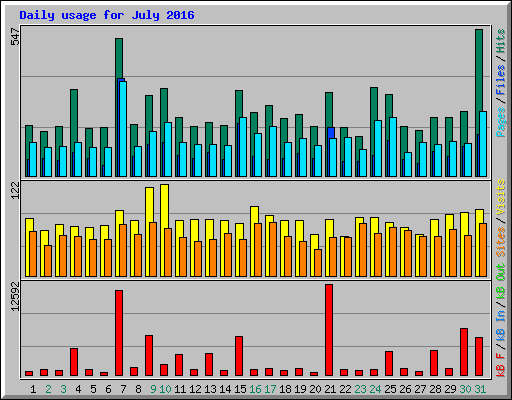 Daily usage for July 2016
547
Pages / Files / Hits
122
Sites / Visits
12592
kB F / kB In / kB Out
1 2 3 4 5 6 7 8 9 10 11 12 13 14 15 16 17 18 19 20 21 22 23 24 25 26 27 28 29 30 31